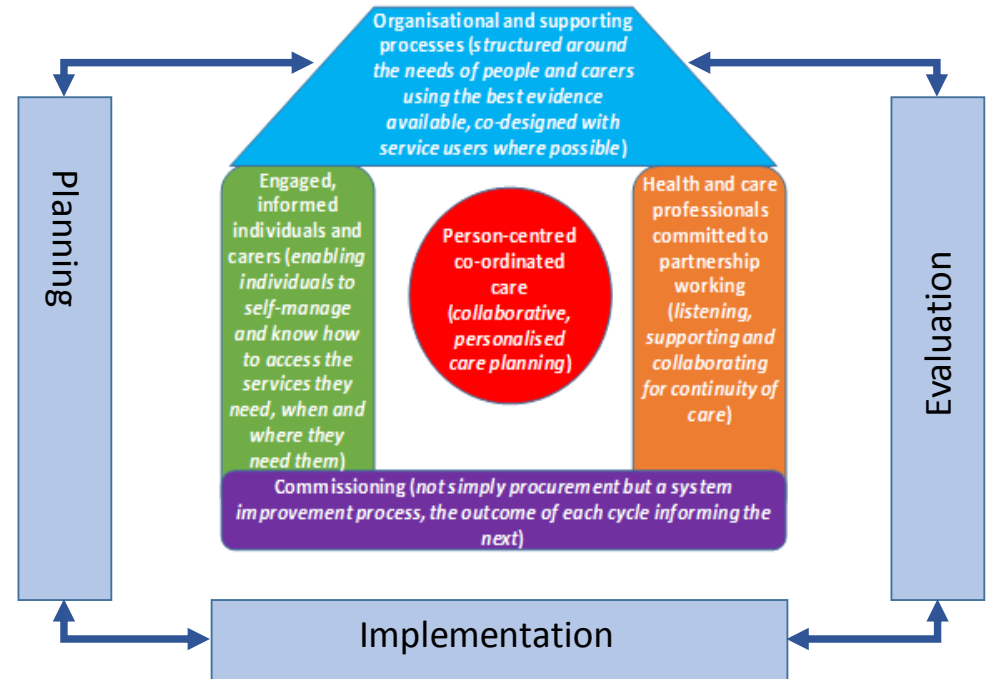 Organisational and supporting
processes (structured around
the needs of people and carers
using the best evidence
available, co-designed with
service users where possible)
Planning
Engaged,
informed
individuals and
carers (enabling
individuals to
self-manage
and know how
to access the
services they
need, when and
where they
need them)
Person-centred
co-ordinated
care
(collaborative,
personalised
care planning)
Health and care
professionals
committed to
partnership
working
(listening,
supporting and
collaborating
for continuity of
care)
Evaluation
Commissioning (not simply procurement but a system
improvement process, the outcome of each cycle informing the
next)
Implementation